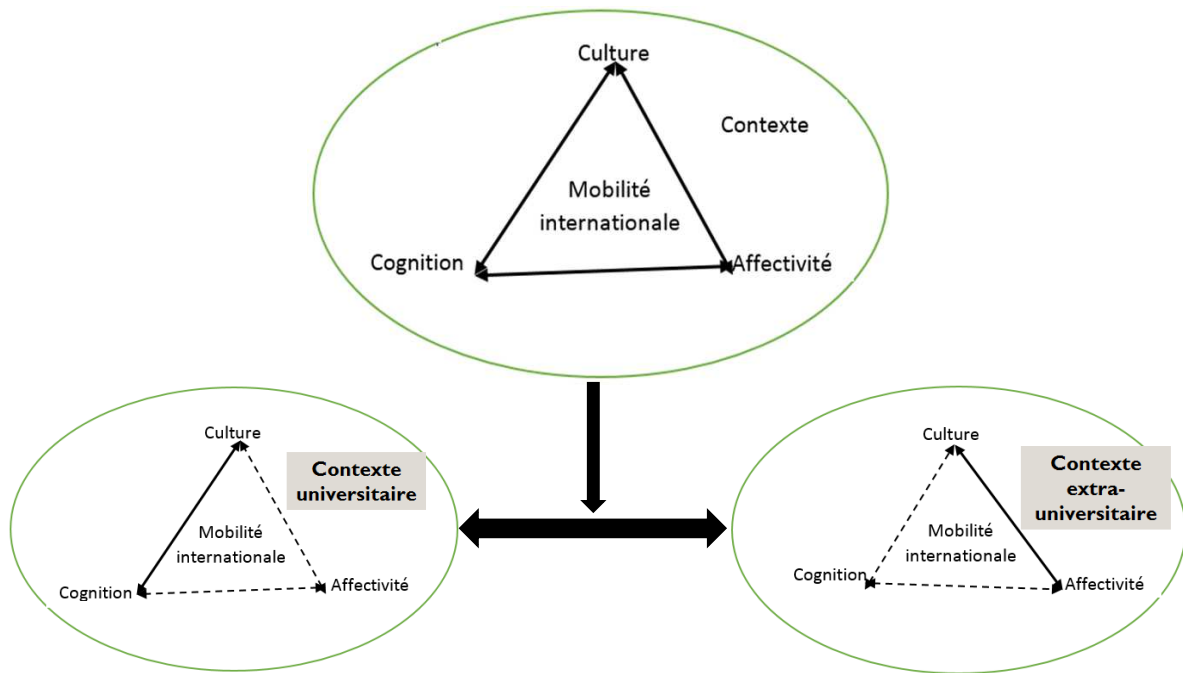 Culture
Contexte
Mobilité
internationale
Cognition
Affectivité
Culture
Contexte
universitaire
Mobilité
internationale
Cognition
Affectivité
Culture
Contexte
extra-
universitaire
Mobilité
internationale
Cognition
Affectivité